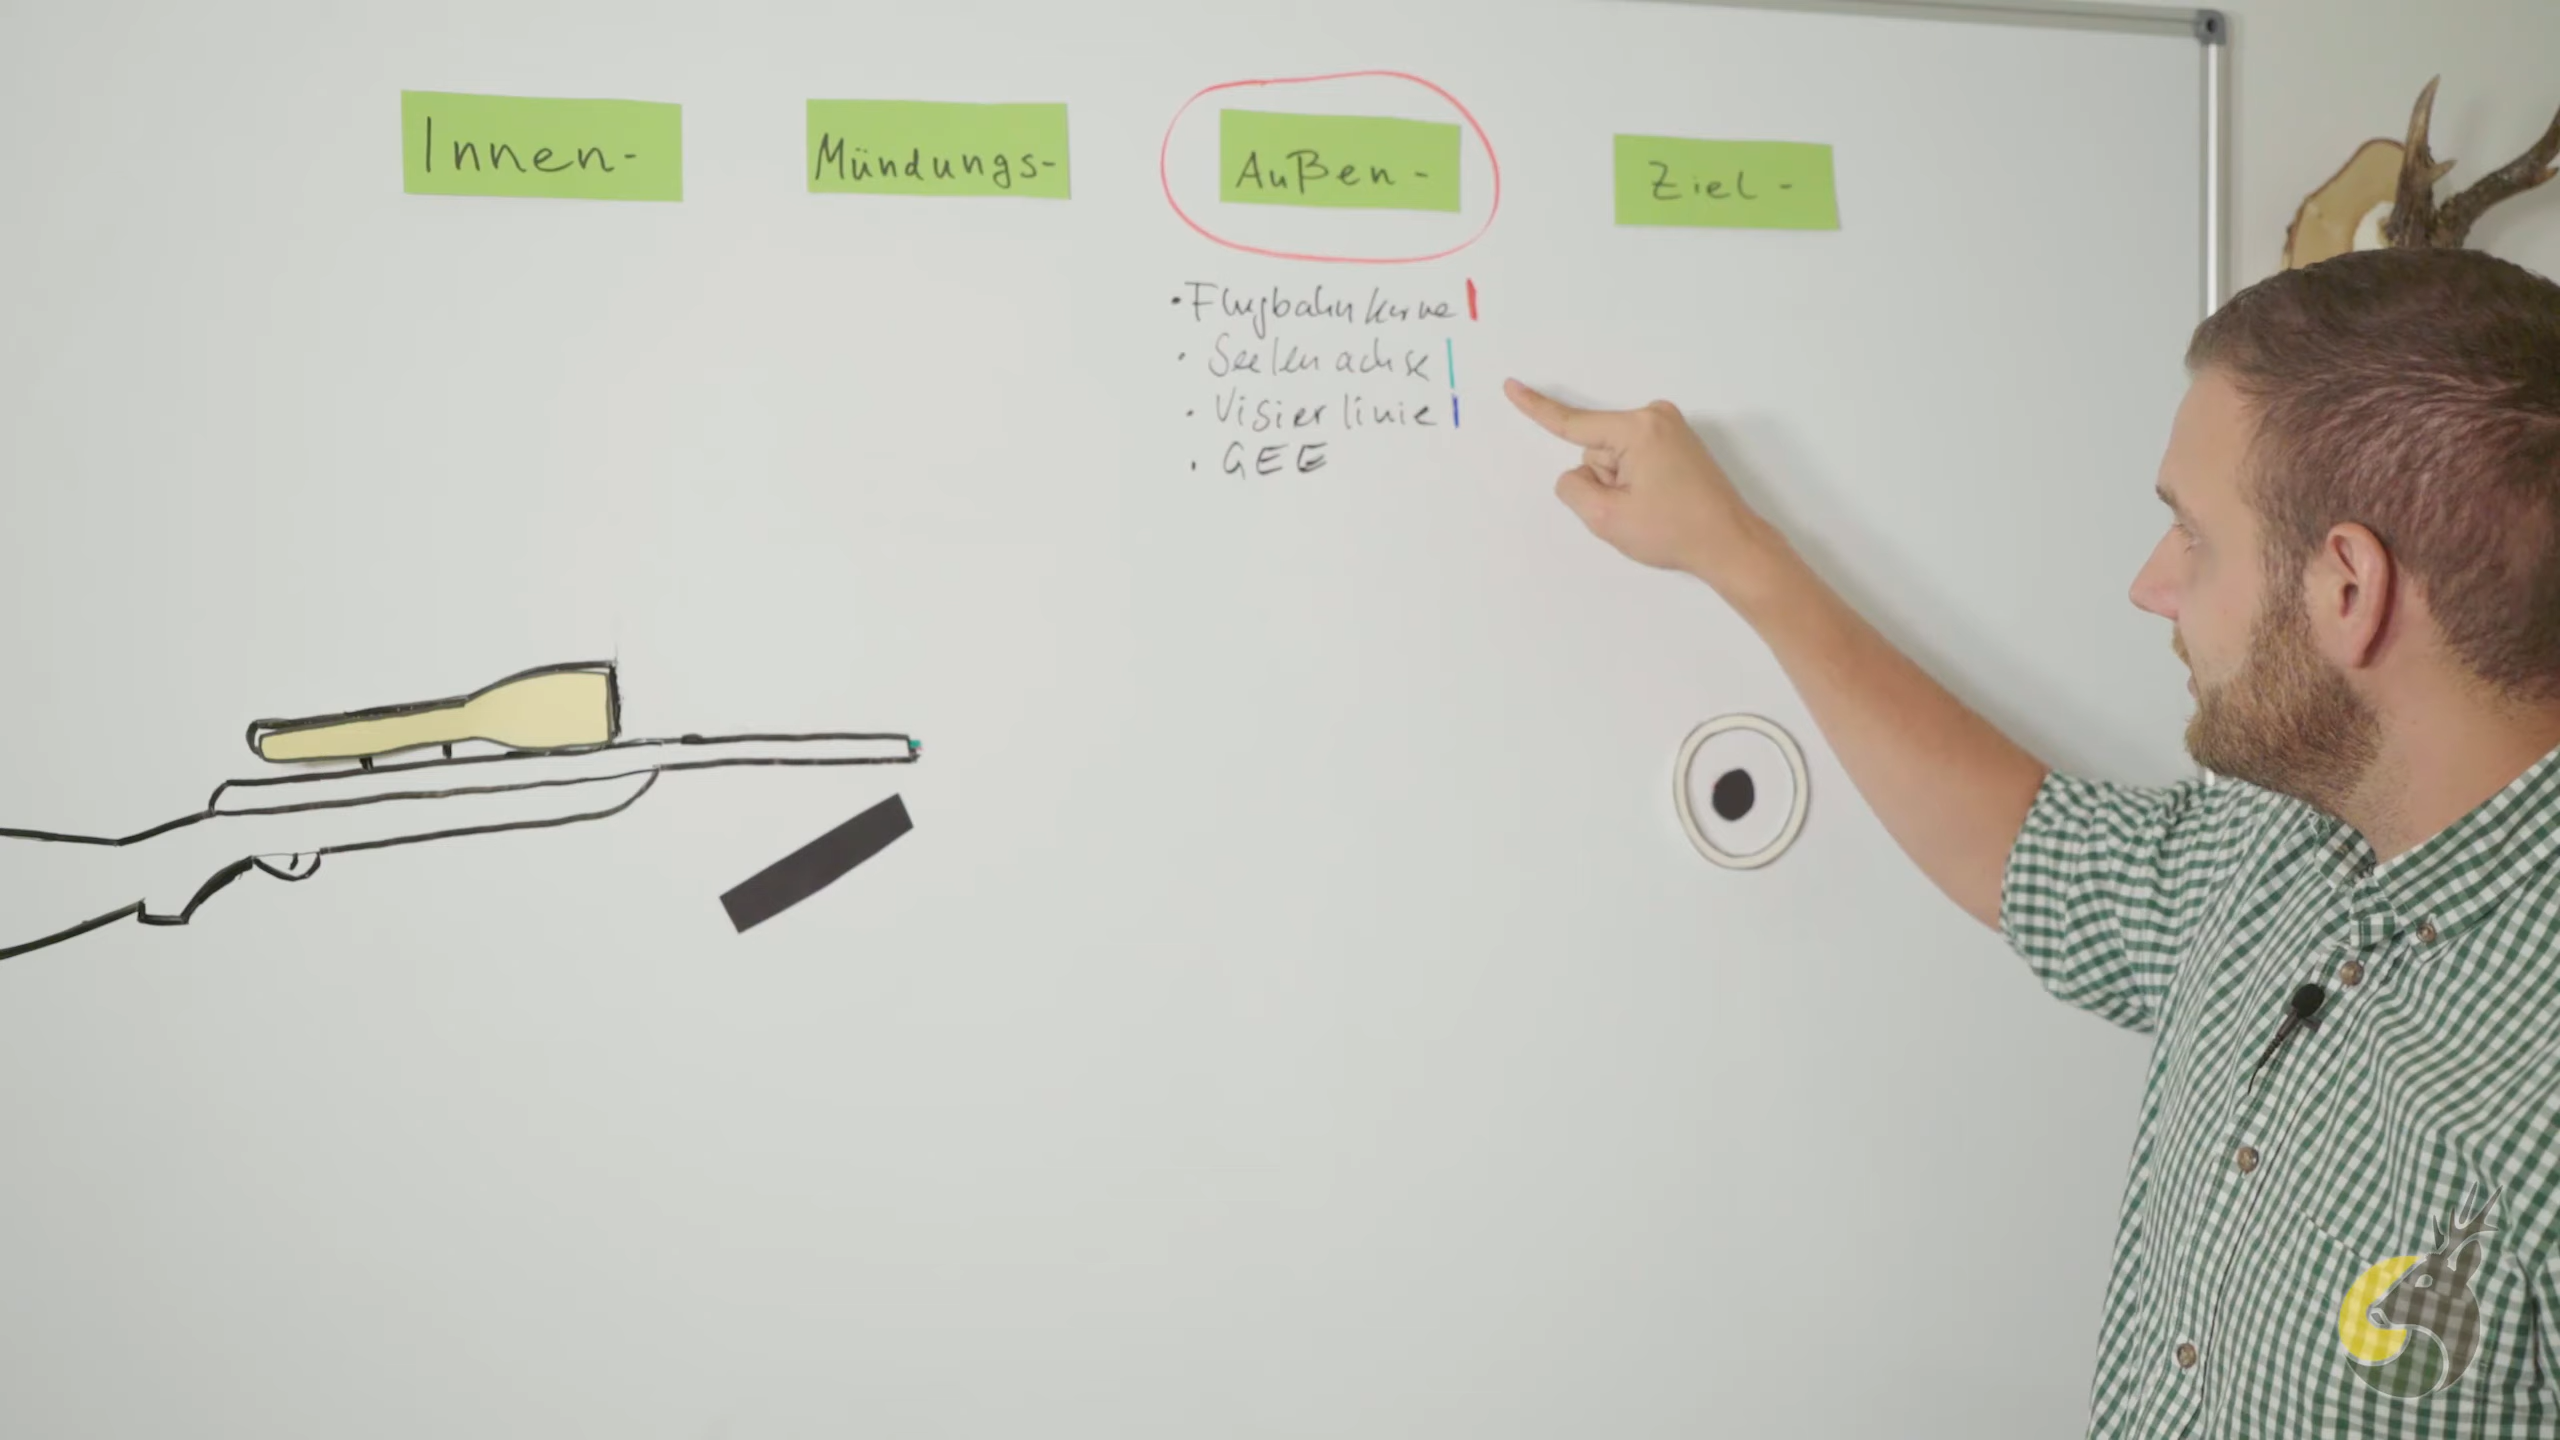 Innen-
Mündungs-
Außen-
Ziel-
• Flugbahnkurve
• Seelenachse
• Visierlinie
• GEE